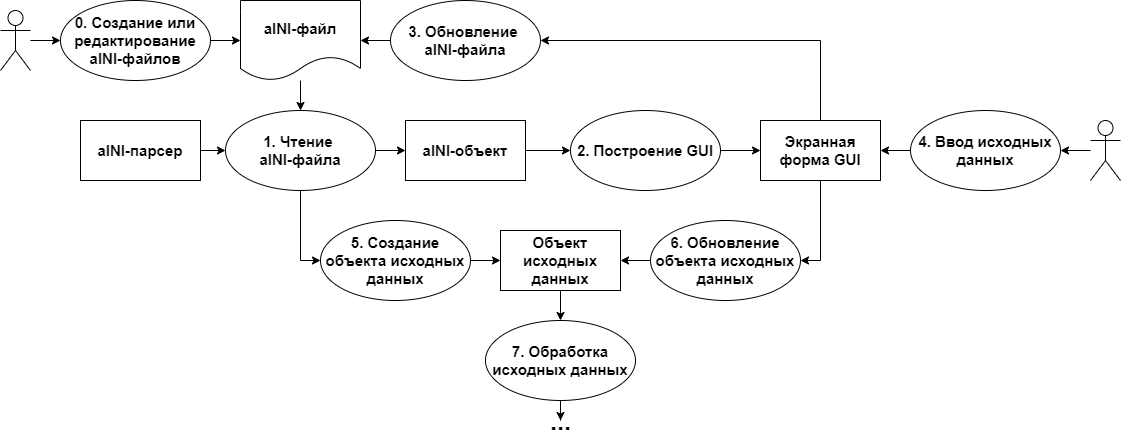 0. Создание или
редактирование
aINI-файлов
aINI-файл
3. Обновление
aINI-файла
aINI-парсер
1. Чтение
aINI-файла
aINI-объект
2. Построение GUI
Экранная
форма GUI
4. Ввод исходных
данных
5. Создание
объекта исходных
данных
Объект
исходных
данных
6. Обновление
объекта исходных
данных
7. Обработка
исходных данных
...